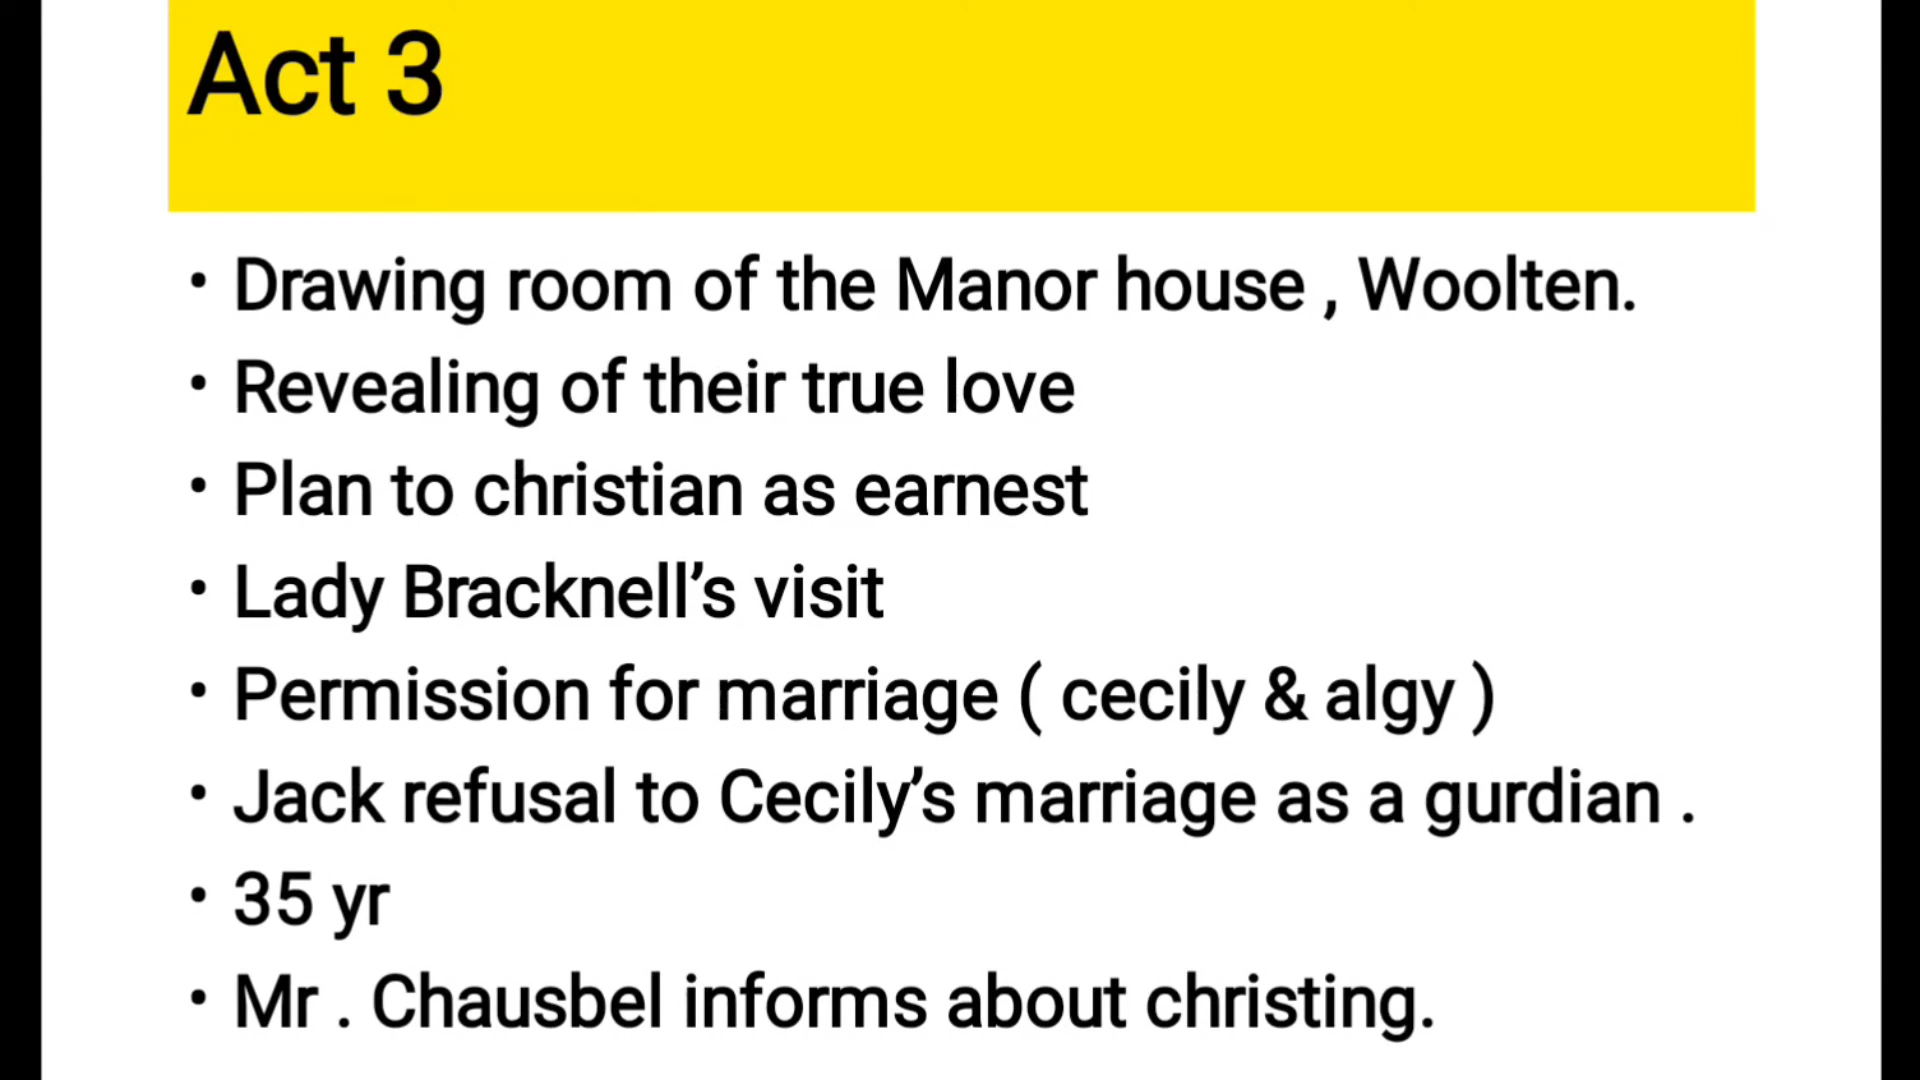 Act 3
• Drawing room of the Manor house , Woolten.
• Revealing of their true love
• Plan to christian as earnest
• Lady Bracknell’s visit
• Permission for marriage ( cecily & algy )
• Jack refusal to Cecily’s marriage as a gurdian .
• 35 yr
• Mr . Chausbel informs about christing.